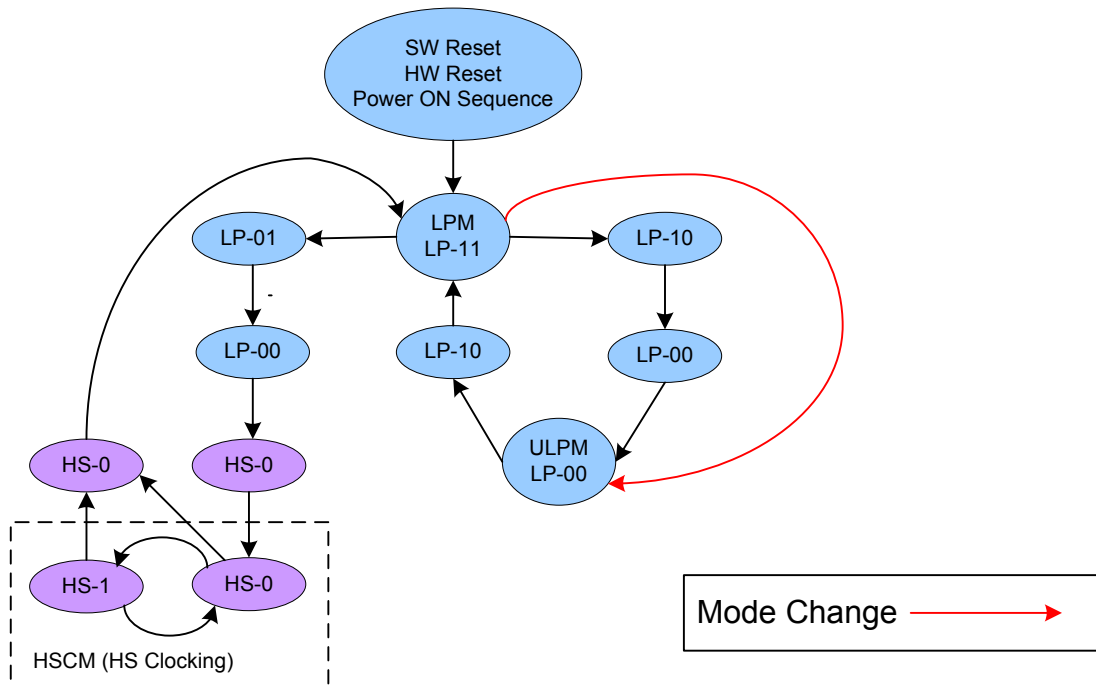 SW Reset
HW Reset
Power ON Sequence
LPM
LP-11
LP-01
LP-10
LP-00
LP-10
LP-00
ULPM
LP-00
HS-0
HS-0
HS-1
HS-0
HSCM (HS Clocking)
Mode Change